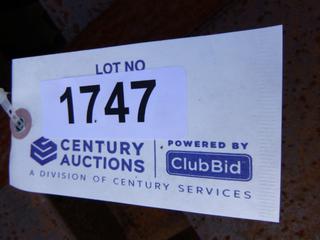 LOT NO
1747
CENTURY AUCTIONS
A DIVISION OF CENTURY SERVICES
POWERED BY
ClubBid